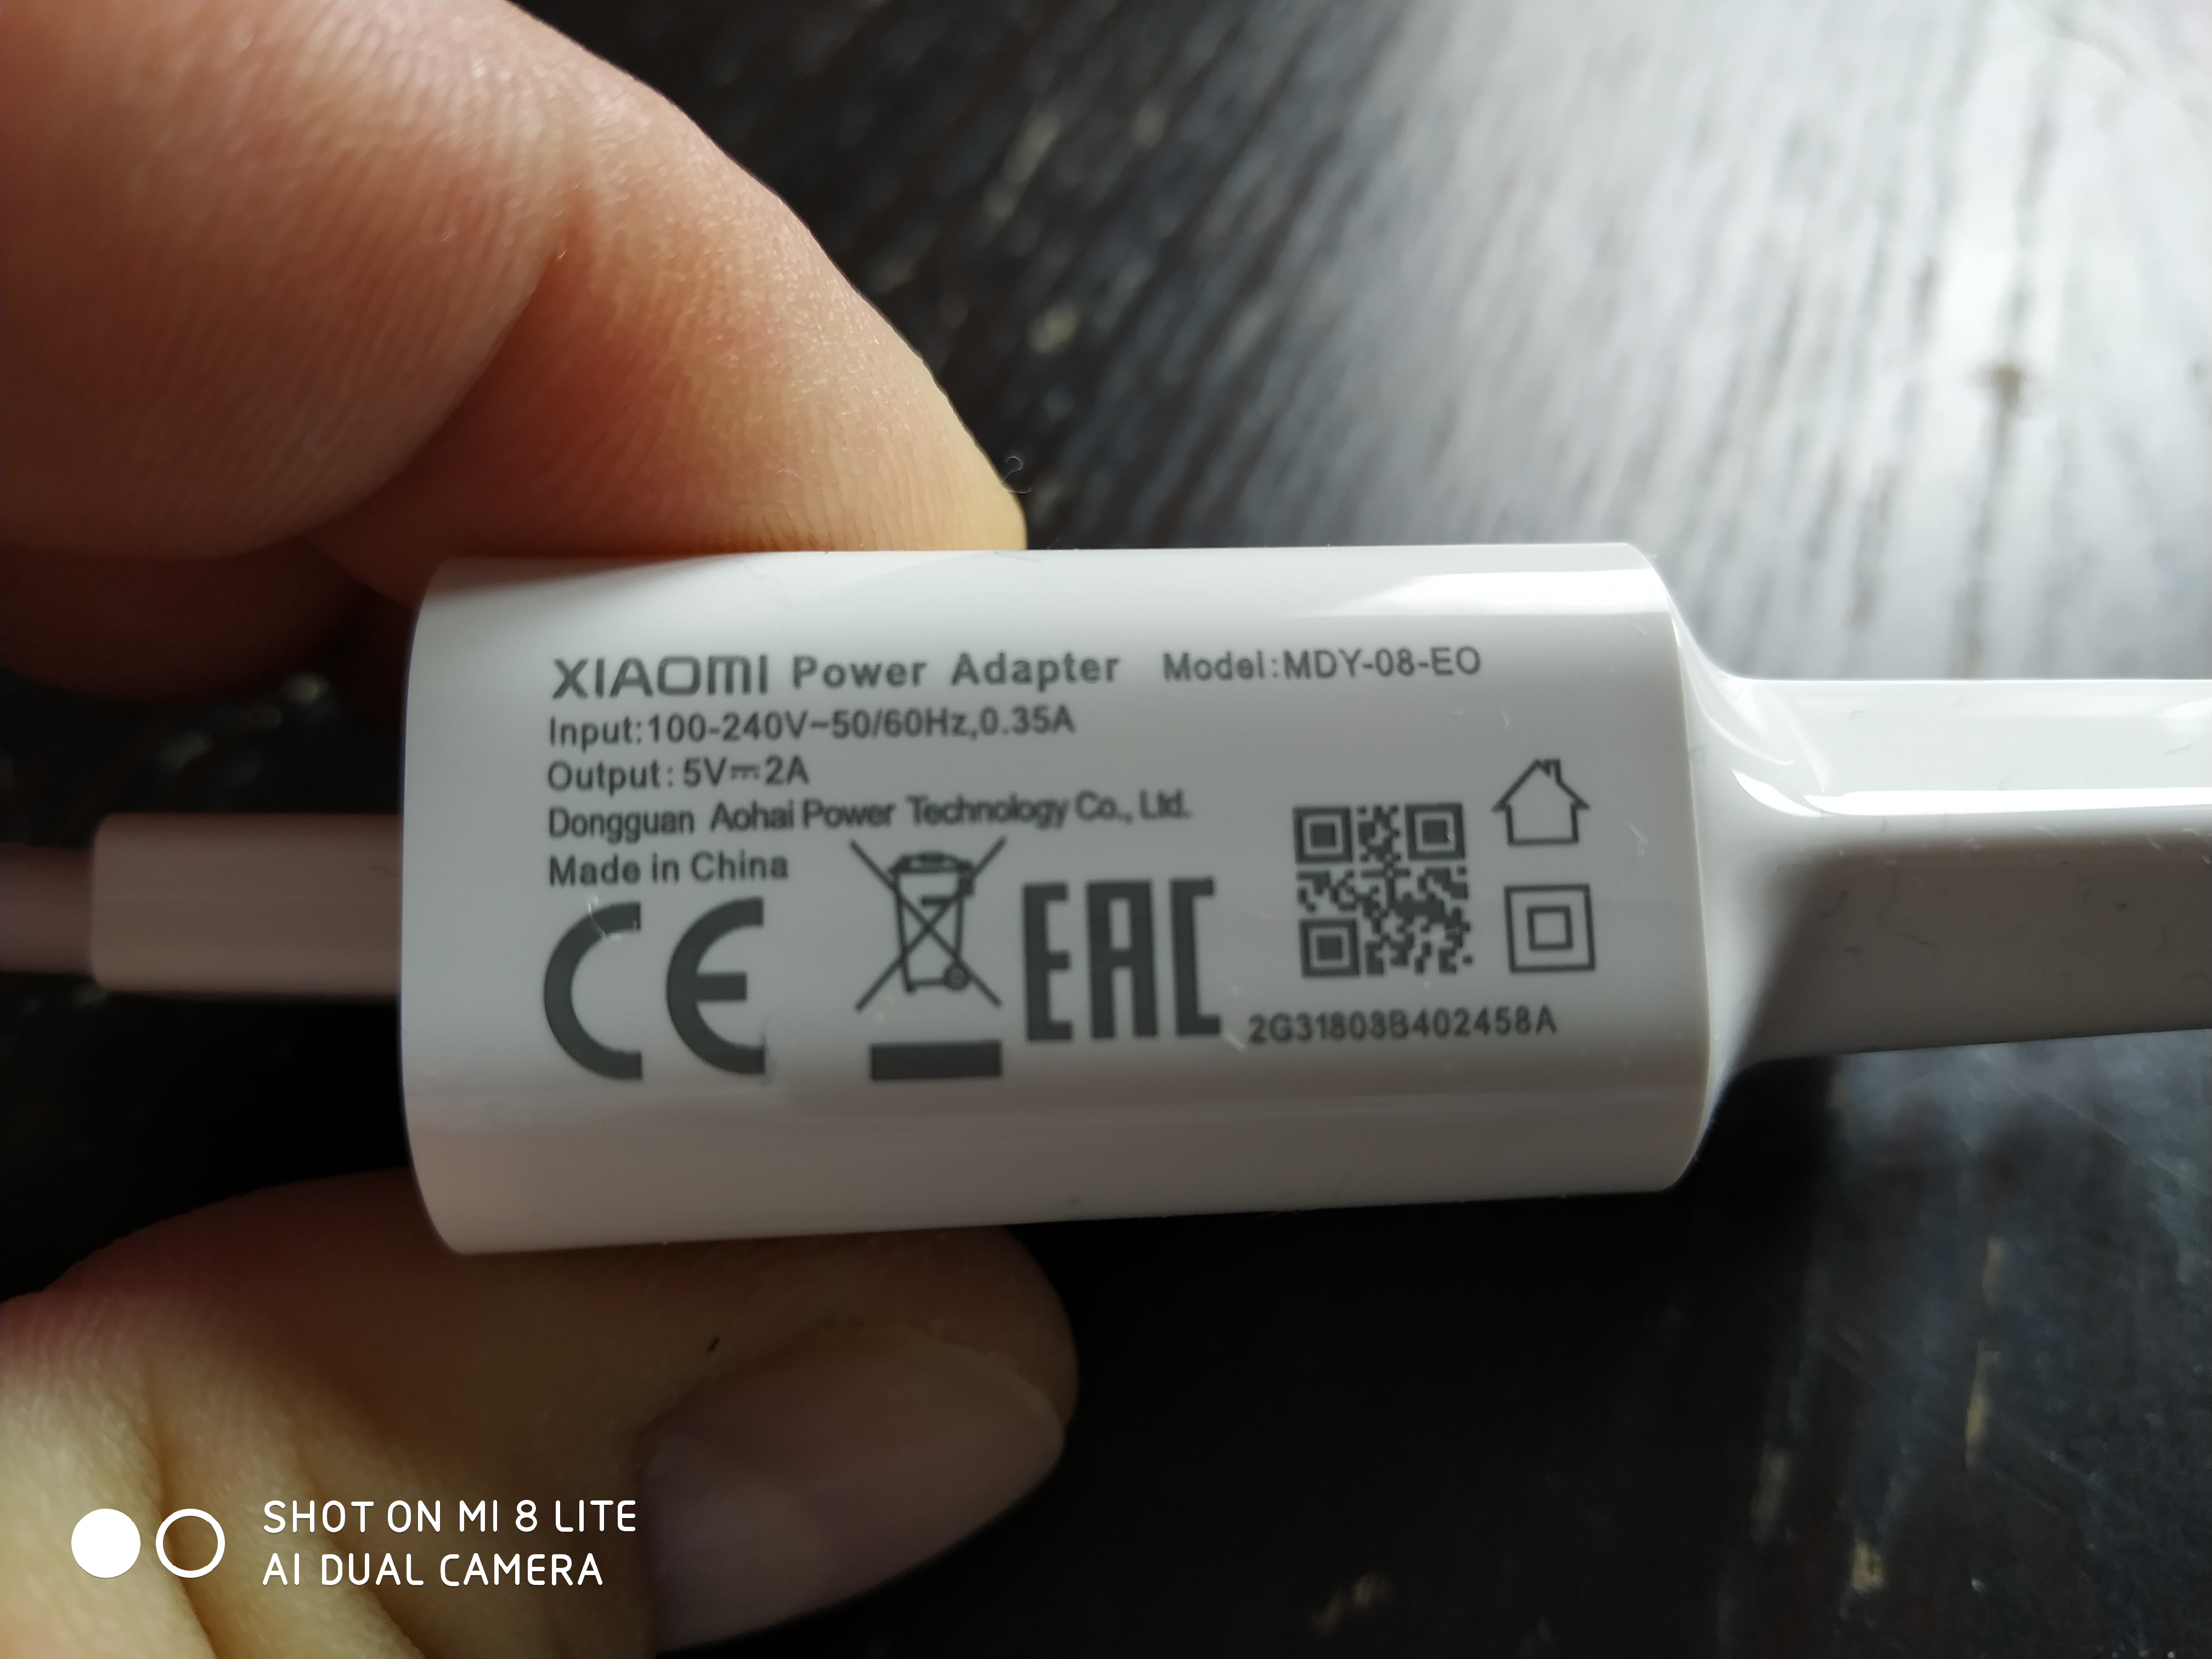 XIAOMI Power Adapter Model:MDY-08-EO
Input:100-240V~50/60Hz,0.35A
Output: 5V⎓2A
Dongguan Aohai Power Technology Co., Ltd.
Made in China
CE
EAC
2G31803B402458A
SHOT ON MI 8 LITE
AI DUAL CAMERA